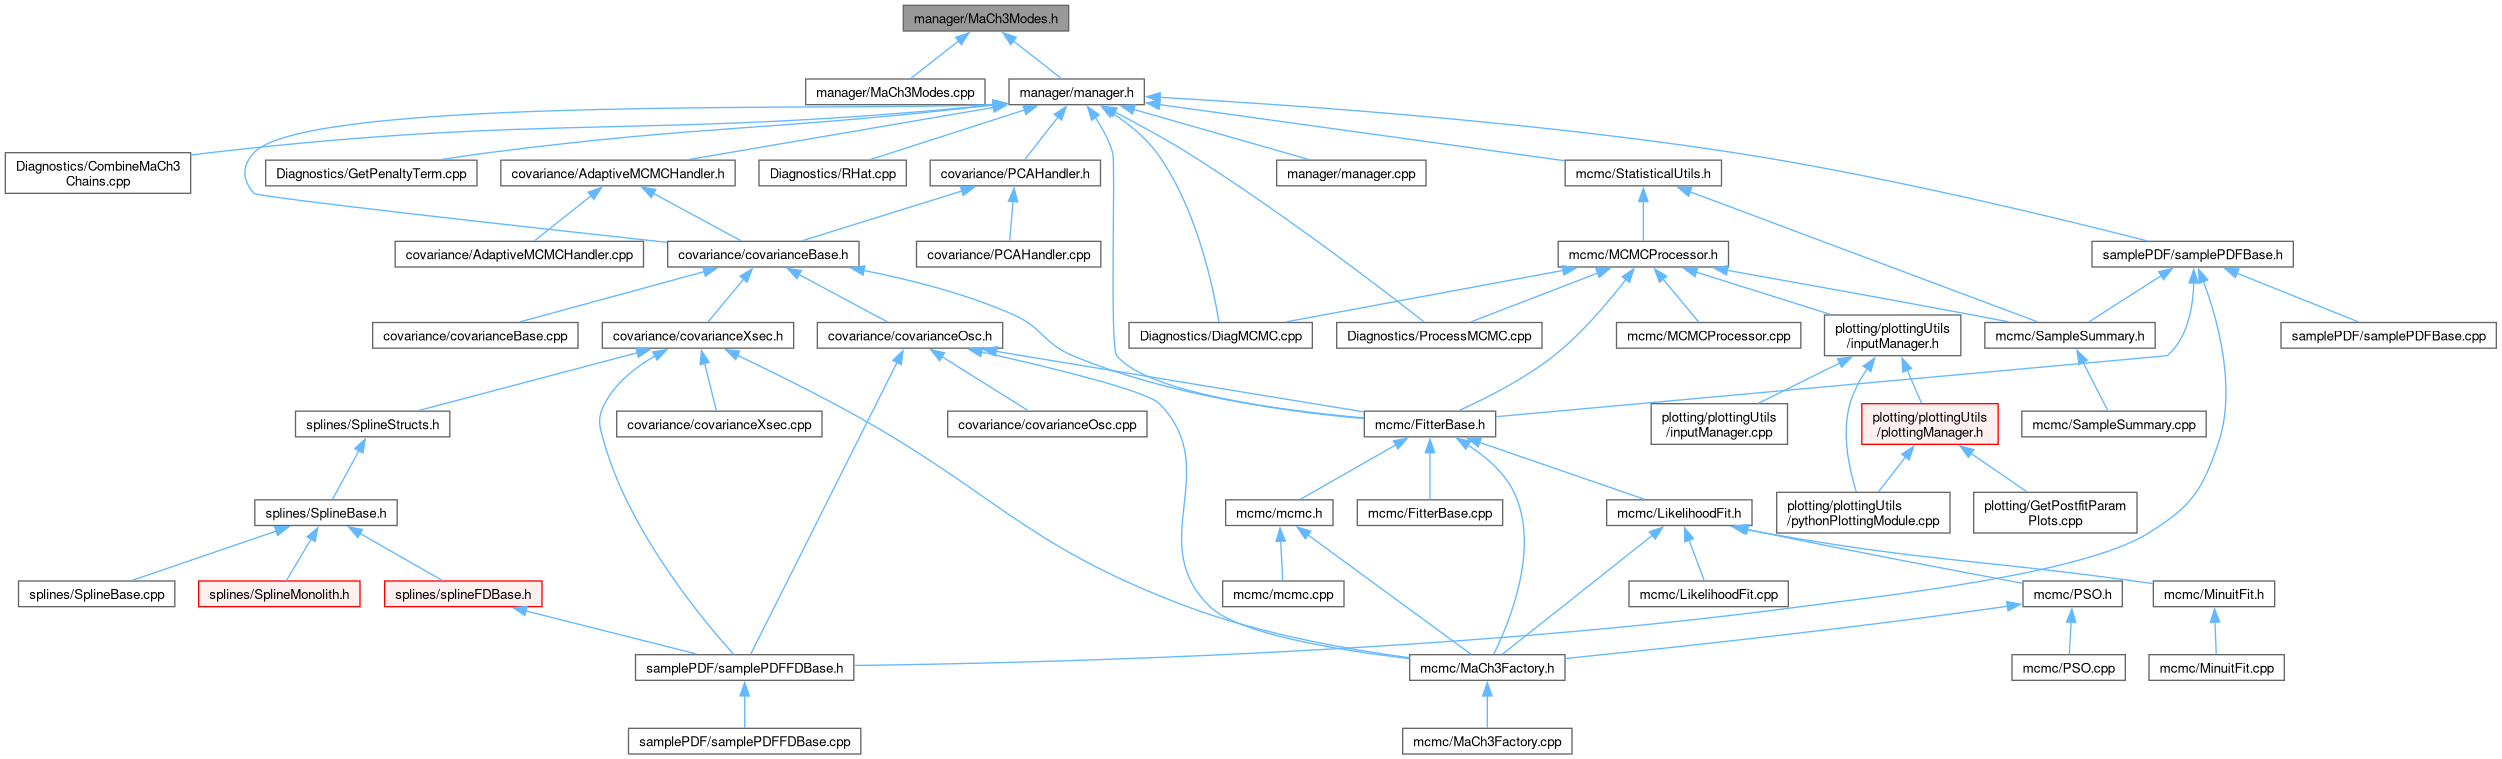 manager/MaCh3Modes.h
manager/MaCh3Modes.cpp
manager/manager.h
Diagnostics/CombineMaCh3
Chains.cpp
Diagnostics/GetPenaltyTerm.cpp
covariance/AdaptiveMCMCHandler.h
Diagnostics/RHat.cpp
covariance/PCAHandler.h
manager/manager.cpp
mcmc/StatisticalUtils.h
covariance/AdaptiveMCMCHandler.cpp
covariance/covarianceBase.h
covariance/PCAHandler.cpp
mcmc/MCMCProcessor.h
samplePDF/samplePDFBase.h
covariance/covarianceBase.cpp
covariance/covarianceXsec.h
covariance/covarianceOsc.h
Diagnostics/DiagMCMC.cpp
Diagnostics/ProcessMCMC.cpp
mcmc/MCMCProcessor.cpp
plotting/plottingUtils
/inputManager.h
mcmc/SampleSummary.h
samplePDF/samplePDFBase.cpp
splines/SplineStructs.h
covariance/covarianceXsec.cpp
covariance/covarianceOsc.cpp
mcmc/FitterBase.h
plotting/plottingUtils
/inputManager.cpp
plotting/plottingUtils
/plottingManager.h
mcmc/SampleSummary.cpp
splines/SplineBase.h
mcmc/mcmc.h
mcmc/FitterBase.cpp
mcmc/LikelihoodFit.h
plotting/plottingUtils
/pythonPlottingModule.cpp
plotting/GetPostfitParam
Plots.cpp
splines/SplineBase.cpp
splines/SplineMonolith.h
splines/splineFDBase.h
mcmc/mcmc.cpp
mcmc/LikelihoodFit.cpp
mcmc/PSO.h
mcmc/MinuitFit.h
samplePDF/samplePDFFDBase.h
mcmc/MaCh3Factory.h
mcmc/PSO.cpp
mcmc/MinuitFit.cpp
samplePDF/samplePDFFDBase.cpp
mcmc/MaCh3Factory.cpp